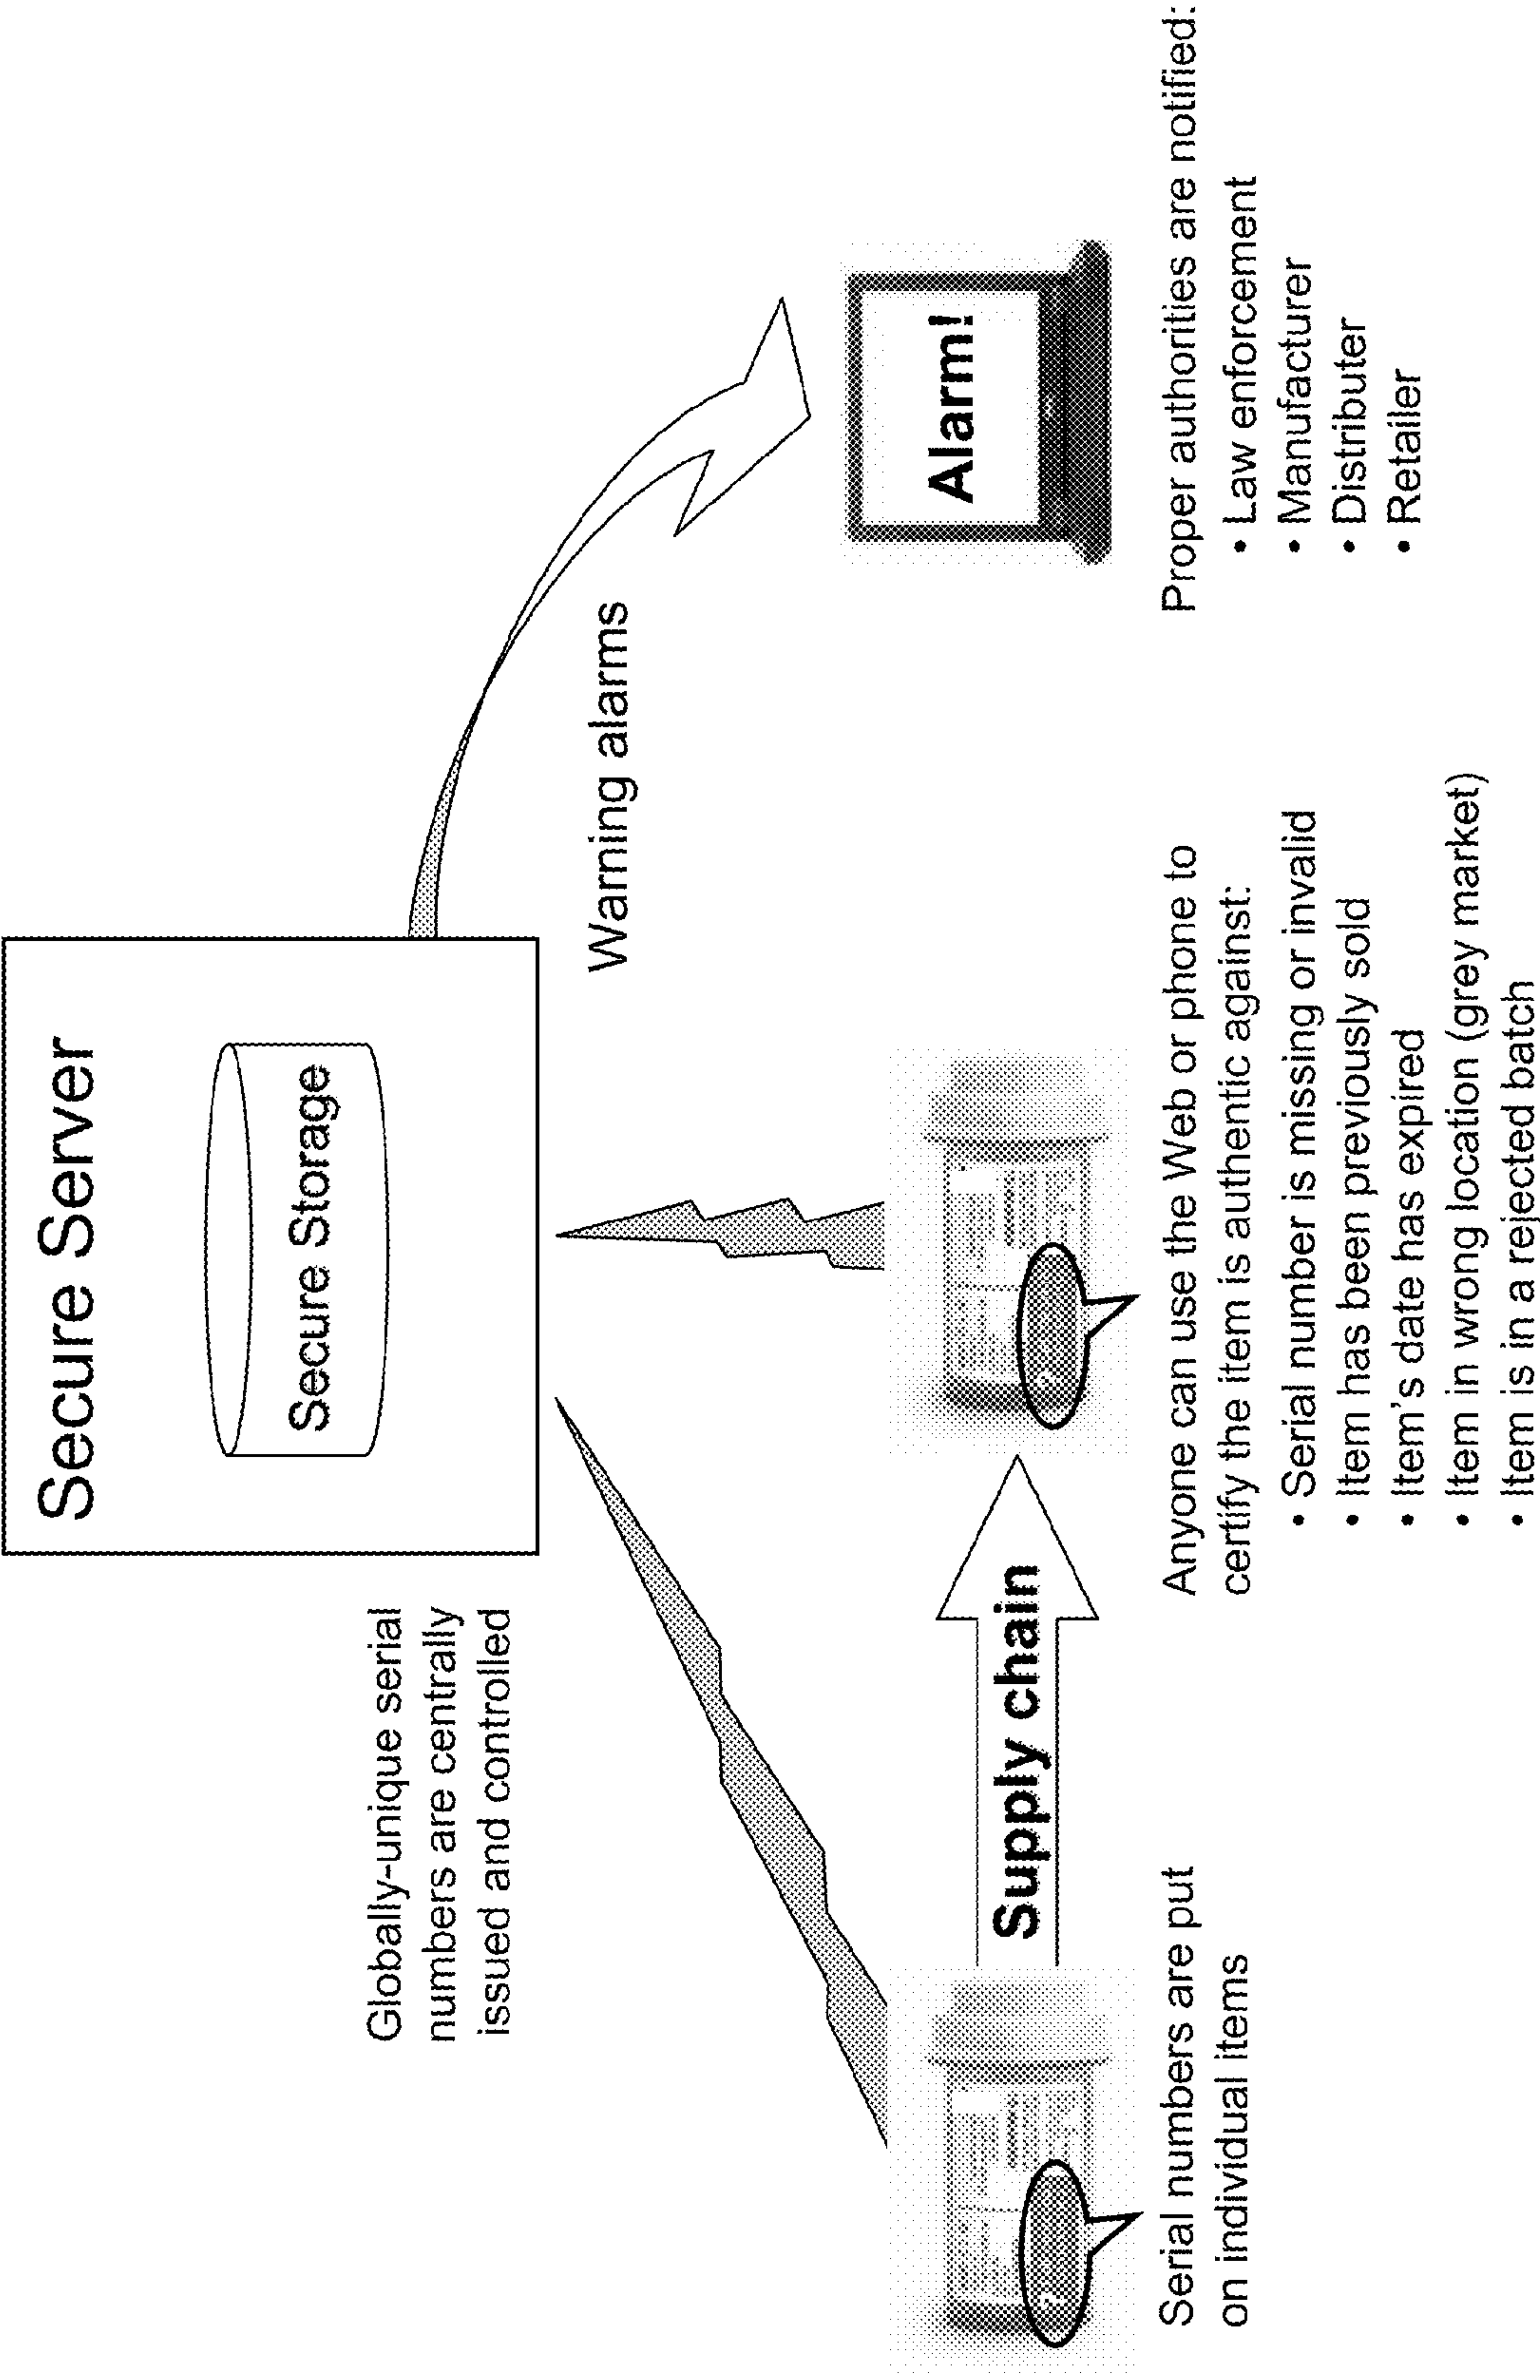 Secure Server
Secure Storage
Globally-unique serial
numbers are centrally
issued and controlled
Warning alarms
Supply chain
Alarm!
Serial numbers are put
on individual items
Anyone can use the Web or phone to
certify the item is authentic against:
• Serial number is missing or invalid
• Item has been previously sold
• Item's date has expired
• Item in wrong location (grey market)
• Item is in a rejected batch
Proper authorities are notified:
• Law enforcement
• Manufacturer
• Distributer
• Retailer